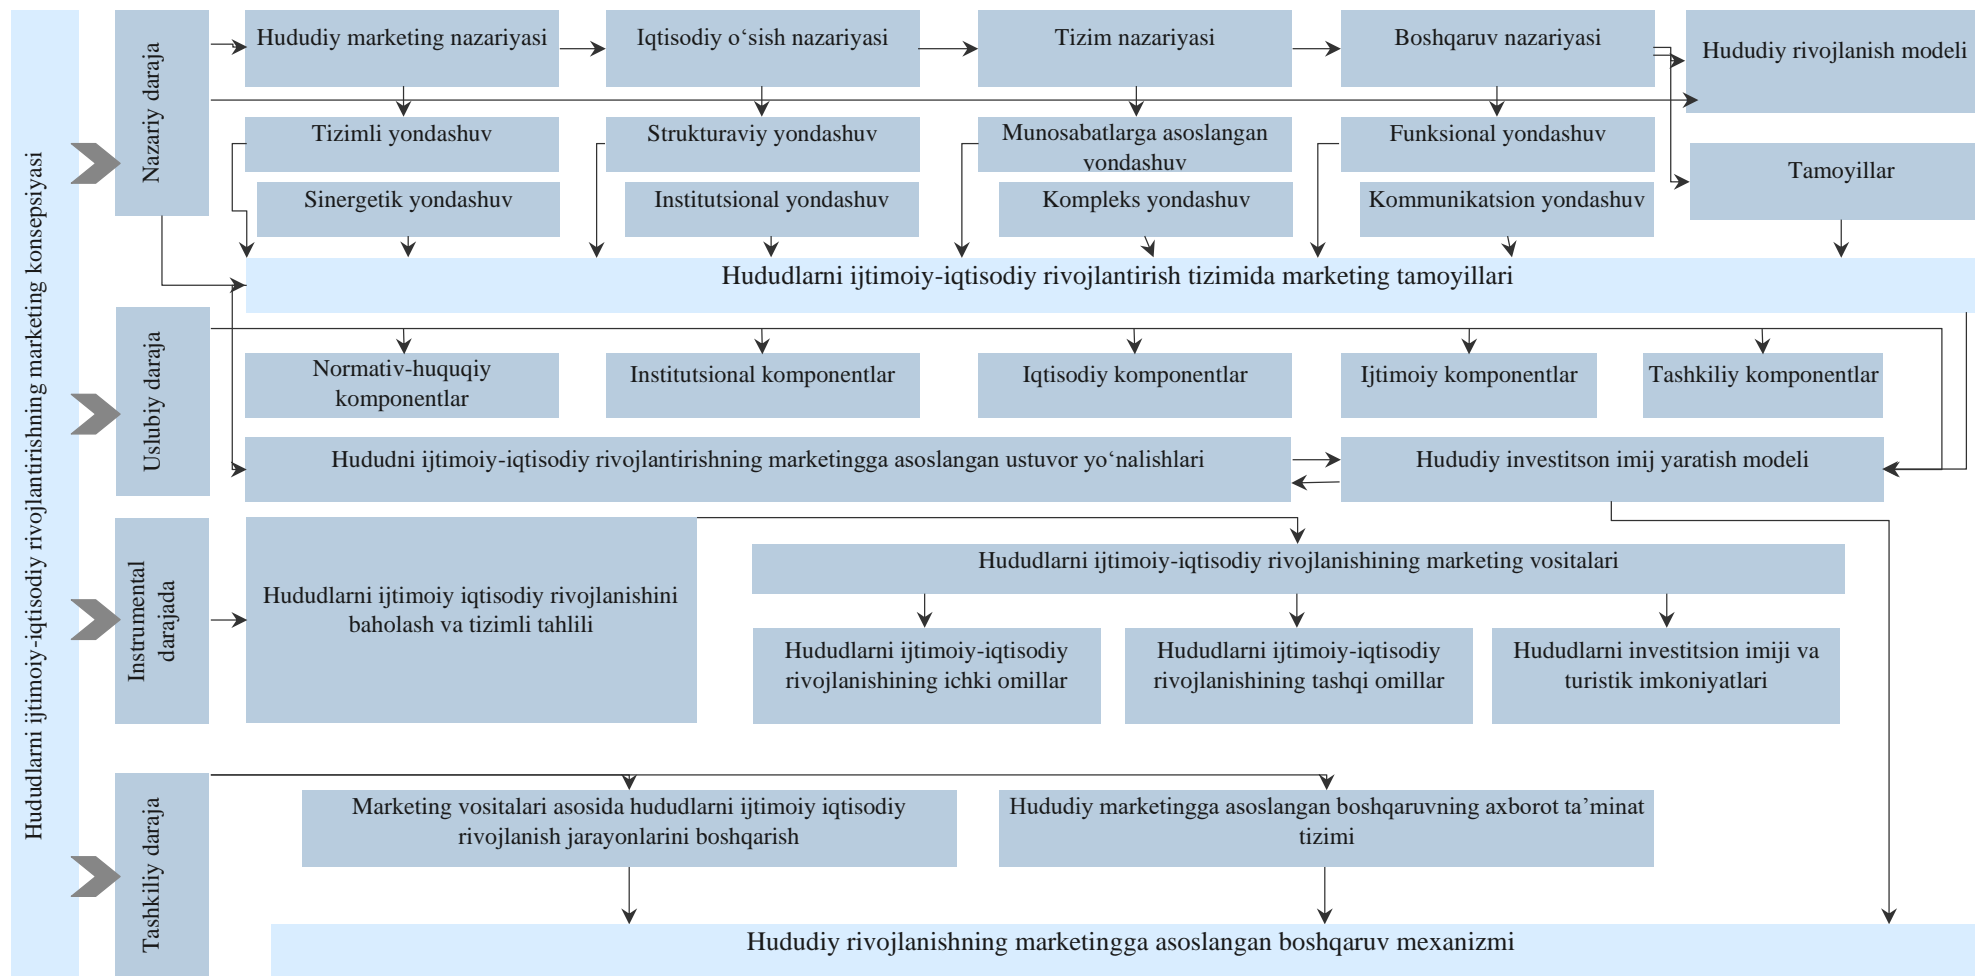 Hududlarni ijtimoiy-iqtisodiy rivojlantirishning marketing konsepsiyasi
Nazariy daraja
Hududiy marketing nazariyasi
Iqtisodiy o‘sish nazariyasi
Tizim nazariyasi
Boshqaruv nazariyasi
Hududiy rivojlanish modeli
Tizimli yondashuv
Strukturaviy yondashuv
Munosabatlarga asoslangan
yondashuv
Funksional yondashuv
Tamoyillar
Sinergetik yondashuv
Institutsional yondashuv
Kompleks yondashuv
Kommunikatsion yondashuv
Hududlarni ijtimoiy-iqtisodiy rivojlantirish tizimida marketing tamoyillari
Uslubiy daraja
Normativ-huquqiy
komponentlar
Institutsional komponentlar
Iqtisodiy komponentlar
Ijtimoiy komponentlar
Tashkiliy komponentlar
Hududni ijtimoiy-iqtisodiy rivojlantirishning marketingga asoslangan ustuvor yo‘nalishlari
Hududiy investitson imij yaratish modeli
Instrumental
darajada
Hududlarni ijtimoiy iqtisodiy rivojlanishini
baholash va tizimli tahlili
Hududlarni ijtimoiy-iqtisodiy rivojlanishining marketing vositalari
Hududlarni ijtimoiy-iqtisodiy
rivojlanishining ichki omillar
Hududlarni ijtimoiy-iqtisodiy
rivojlanishining tashqi omillar
Hududlarni investitsion imiji va
turistik imkoniyatlari
Tashkiliy daraja
Marketing vositalari asosida hududlarni ijtimoiy iqtisodiy
rivojlanish jarayonlarini boshqarish
Hududiy marketingga asoslangan boshqaruvning axborot ta’minat
tizimi
Hududiy rivojlanishning marketingga asoslangan boshqaruv mexanizmi